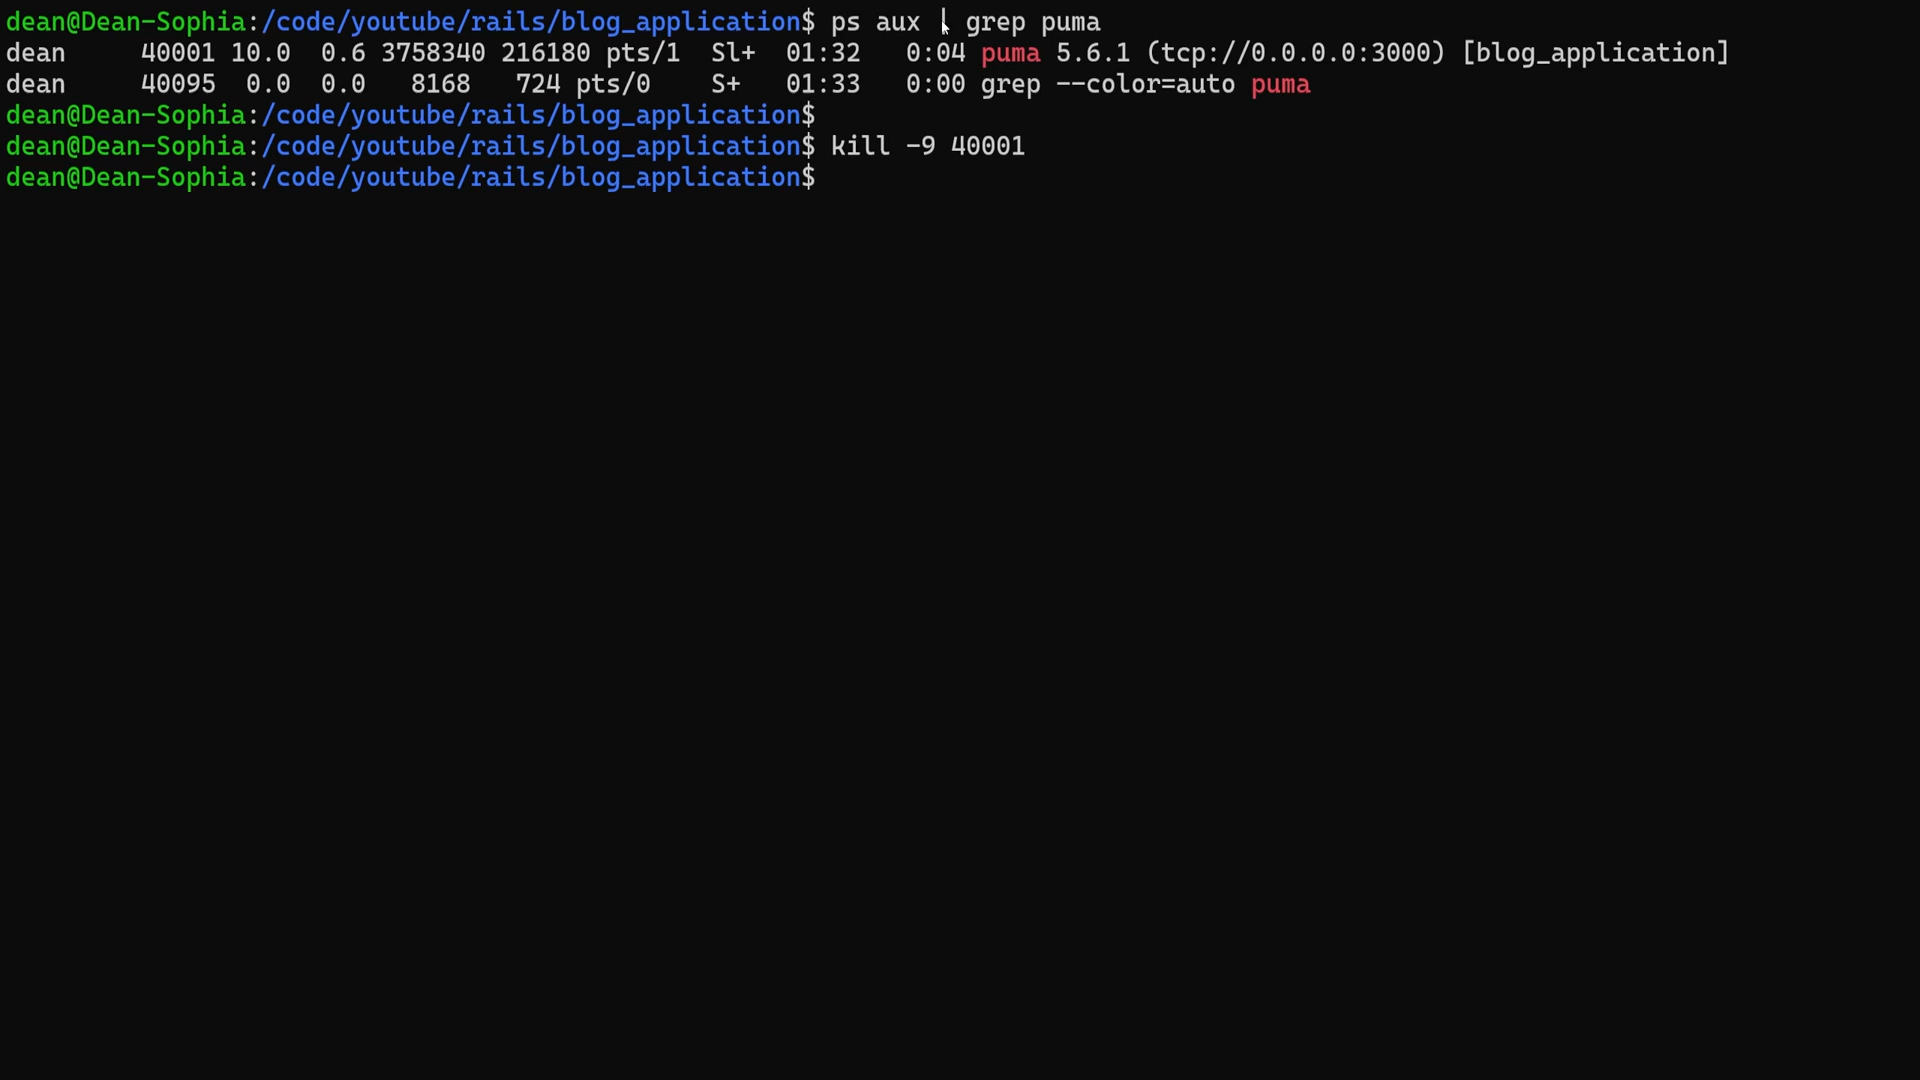 dean@Dean-Sophia:/code/youtube/rails/blog_application$ ps aux | grep puma
dean     40001 10.0  0.6 3758340 216180 pts/1  Sl+  01:32   0:04 puma 5.6.1 (tcp://0.0.0.0:3000) [blog_application]
dean     40095  0.0  0.0   8168   724 pts/0    S+   01:33   0:00 grep --color=auto puma
dean@Dean-Sophia:/code/youtube/rails/blog_application$
dean@Dean-Sophia:/code/youtube/rails/blog_application$ kill -9 40001
dean@Dean-Sophia:/code/youtube/rails/blog_application$